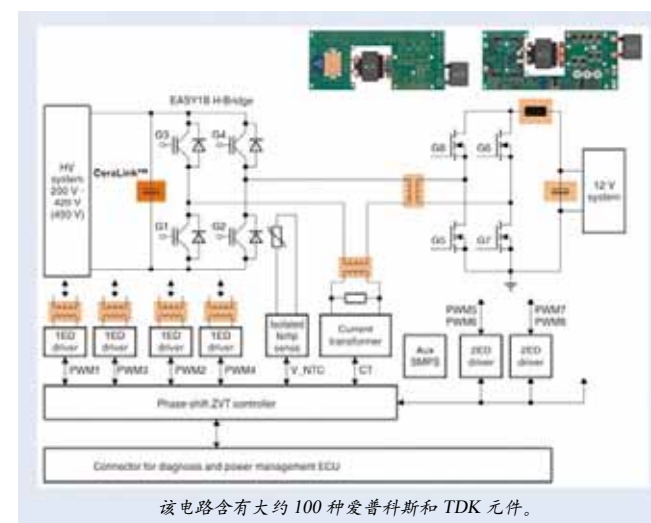 EASY1B H-Bridge
G3
G4
G8
G6
HV
system
200 V -
420 V
(450 V)
CeraLink™
12 V
system
G1
G2
G5
G7
1ED
driver
1ED
driver
1ED
driver
1ED
driver
Isolated
temp
sense
Current
transformer
Aux
SMPS
PWM5
PWM6
PWM7
PWM8
2ED
driver
2ED
driver
PWM1
PWM3
PWM2
PWM4
V_NTC
CT
Phase-shift ZVT controller
Connector for diagnosis and power management ECU
该电路含有大约 100 种爱普科斯和 TDK 元件。